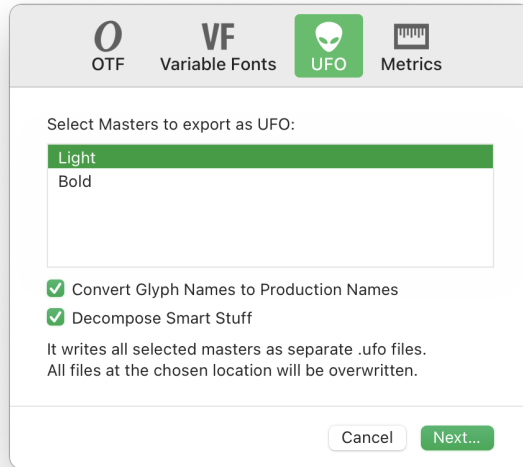 OTF
Variable Fonts
UFO
Metrics
Select Masters to export as UFO:
Light
Bold
Convert Glyph Names to Production Names
Decompose Smart Stuff
It writes all selected masters as separate .ufo files.
All files at the chosen location will be overwritten.
Cancel
Next...